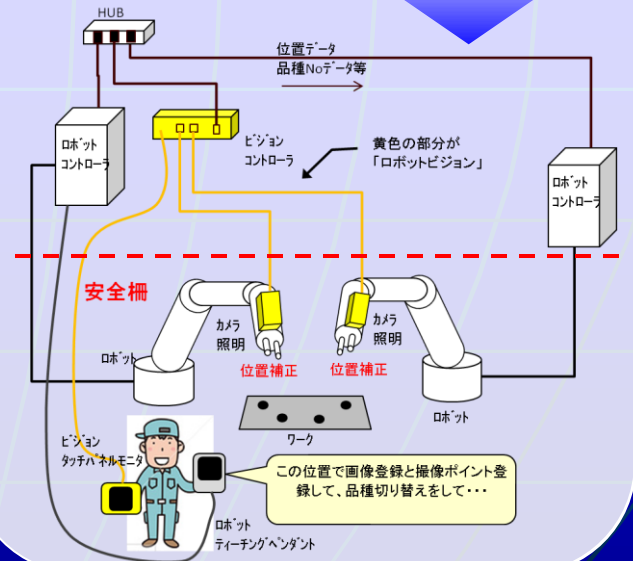 HUB
位置ﾃﾞｰﾀ
品種Noﾃﾞｰﾀ等
ﾛﾎﾞｯﾄ
ｺﾝﾄﾛｰﾗ
ﾋﾞｼﾞｮﾝ
ｺﾝﾄﾛｰﾗ
黄色の部分が
「ﾛﾎﾞｯﾄﾋﾞｼﾞｮﾝ」
ﾛﾎﾞｯﾄ
ｺﾝﾄﾛｰﾗ
安全柵
ｶﾒﾗ
照明
ｶﾒﾗ
照明
ﾛﾎﾞｯﾄ
位置補正
位置補正
ﾛﾎﾞｯﾄ
ﾜｰｸ
ﾋﾞｼﾞｮﾝ
ﾀｯﾁﾊﾟﾈﾙﾓﾆﾀ
この位置で画像登録と撮像ポイント登
録して、品種切り替えをして・・・
ﾛﾎﾞｯﾄ
ﾃｨｰﾁﾝｸﾞﾍﾟﾝﾀﾞﾝﾄ